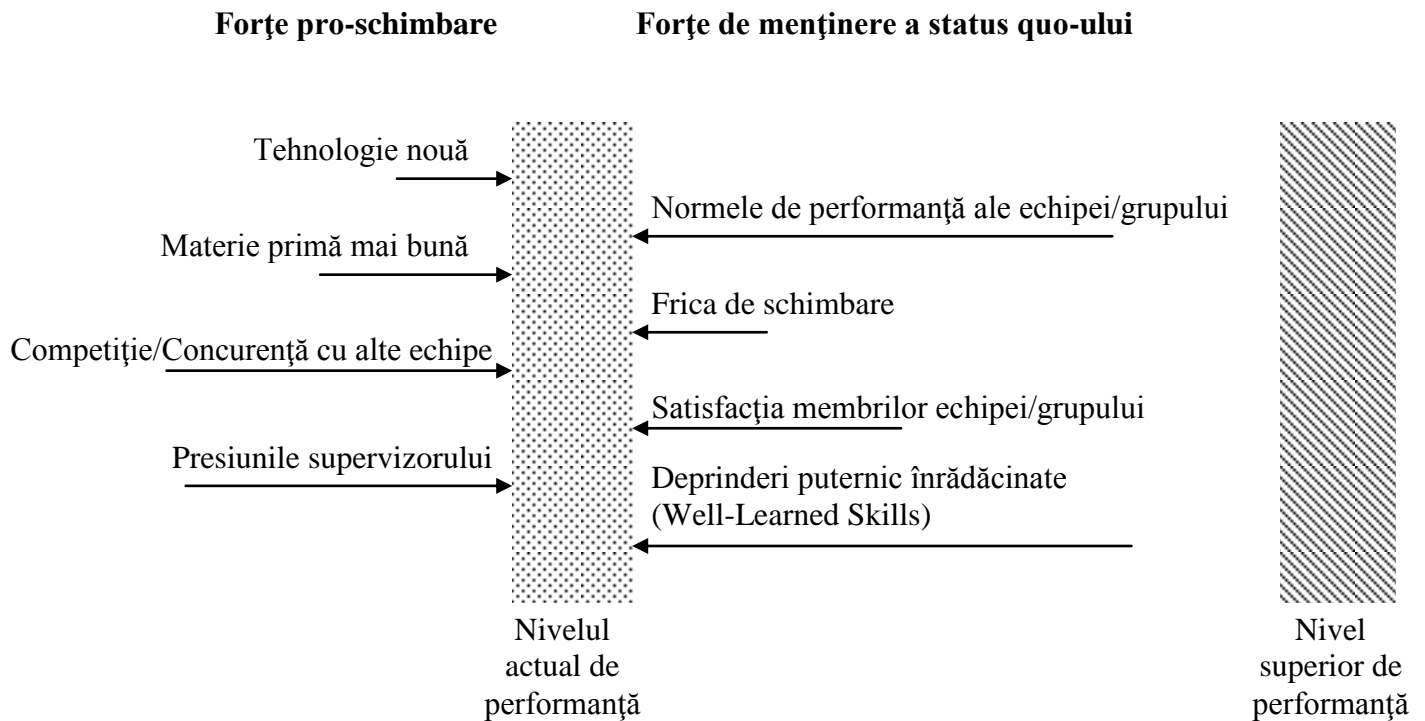 Forţe pro-schimbare
Forţe de menţinere a status quo-ului
Tehnologie nouă
Normele de performanţă ale echipei/grupului
Materie primă mai bună
Frica de schimbare
Competiţie/Concurenţă cu alte echipe
Satisfacţia membrilor echipei/grupului
Presiunile supervizorului
Deprinderi puternic înrădăcinate
(Well-Learned Skills)
Nivelul
actual de
performanţă
Nivel
superior de
performanţă